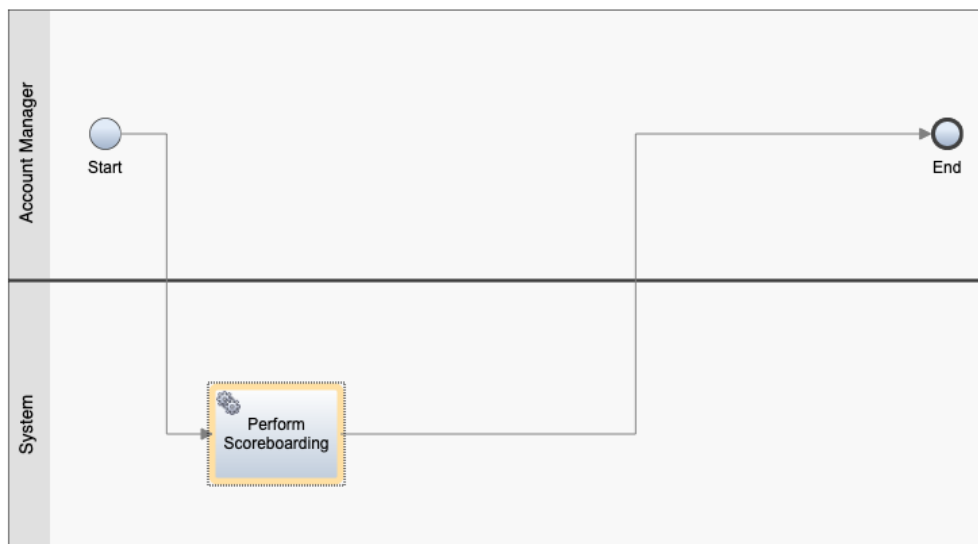 Account Manager
Start
End
System
Perform
Scoreboarding